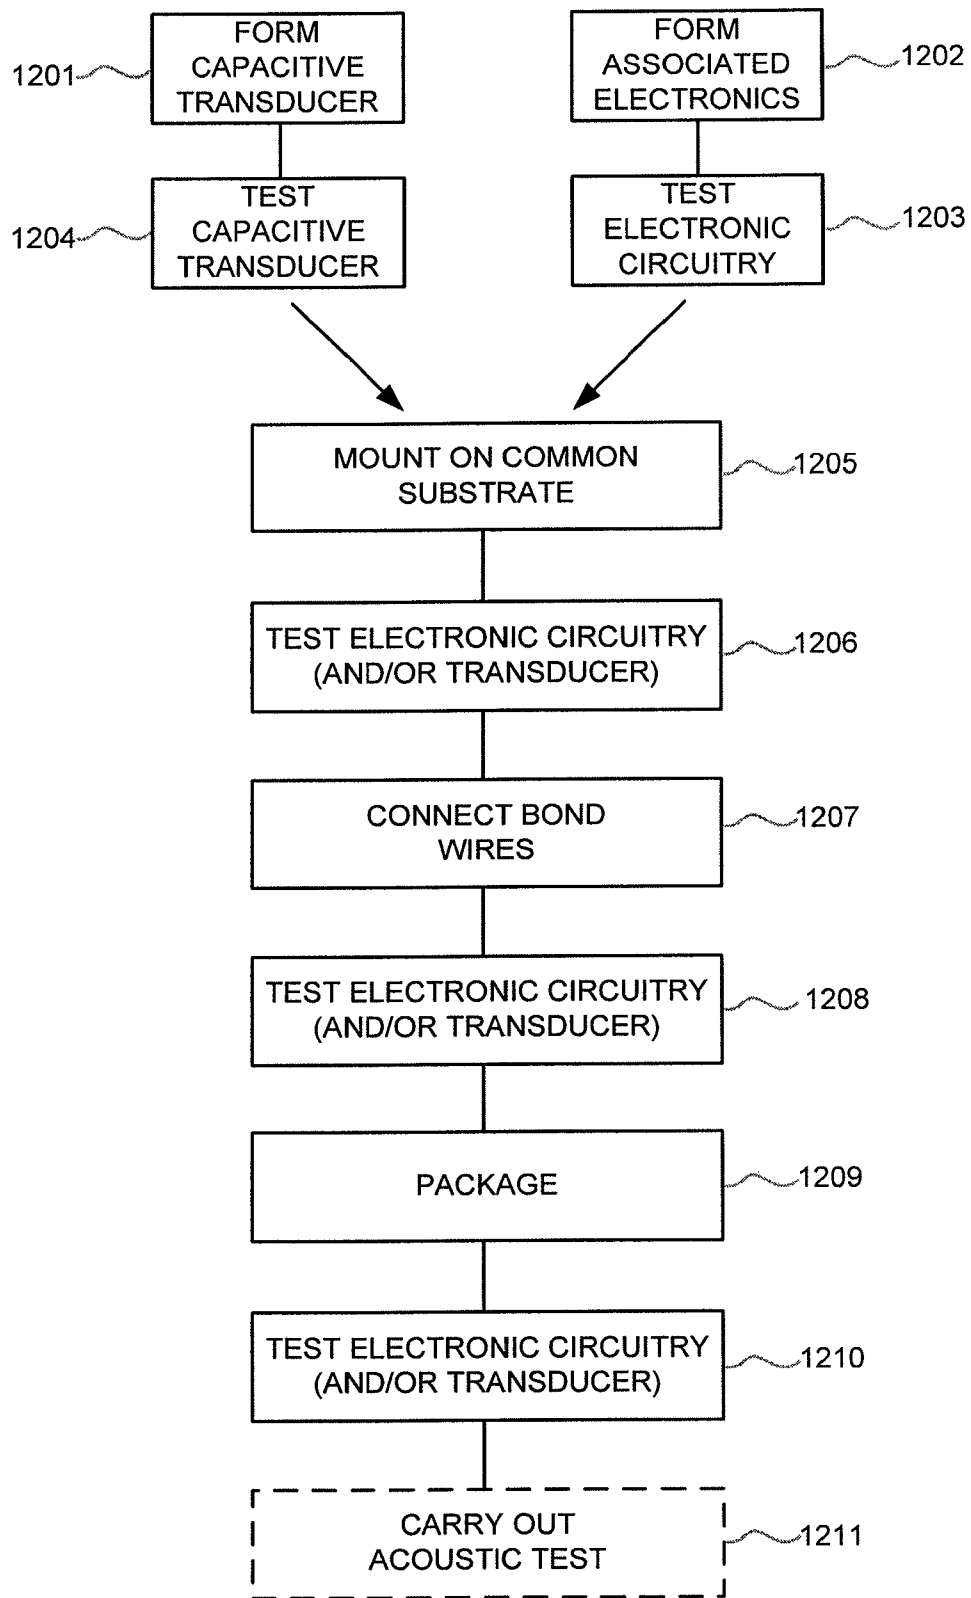 FORM
CAPACITIVE
TRANSDUCER
1201
FORM
ASSOCIATED
ELECTRONICS
1202
TEST
CAPACITIVE
TRANSDUCER
1204
TEST
ELECTRONIC
CIRCUITRY
1203
MOUNT ON COMMON
SUBSTRATE
1205
TEST ELECTRONIC CIRCUITRY
(AND/OR TRANSDUCER)
1206
CONNECT BOND
WIRES
1207
TEST ELECTRONIC CIRCUITRY
(AND/OR TRANSDUCER)
1208
PACKAGE
1209
TEST ELECTRONIC CIRCUITRY
(AND/OR TRANSDUCER)
1210
CARRY OUT
ACOUSTIC TEST
1211